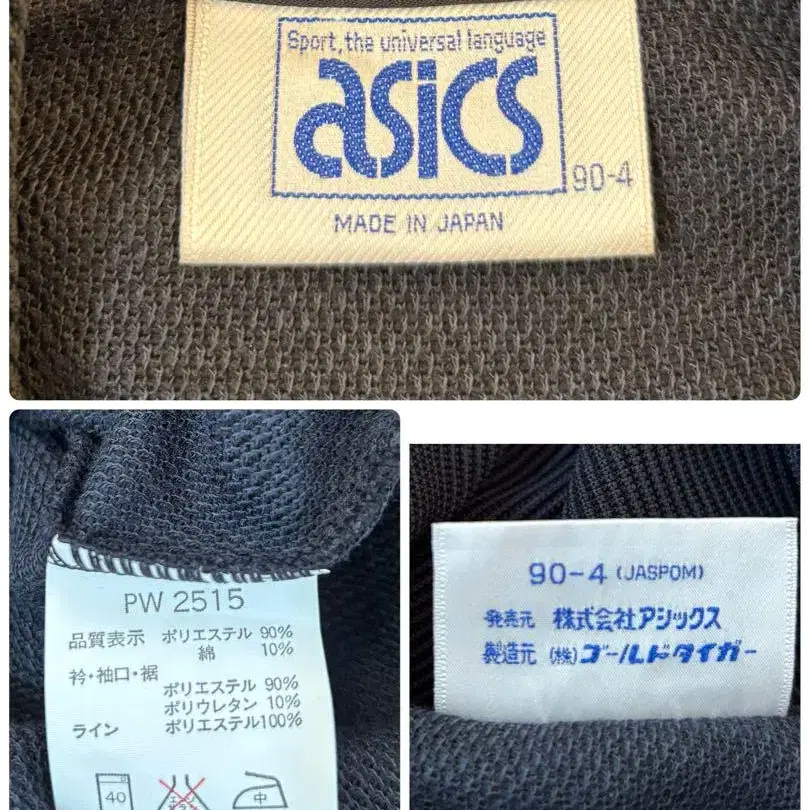 Sport, the universal language
asics
90-4
MADE IN JAPAN
PW 2515
品質表示 ポリエステル 90%
綿 10%
衿・袖口・裾
ポリエステル 90%
ポリウレタン 10%
ライン ポリエステル100%
40
中
90-4 (JASPOM)
発売元 株式会社アシックス
製造元 (株)ゴールドタイガー